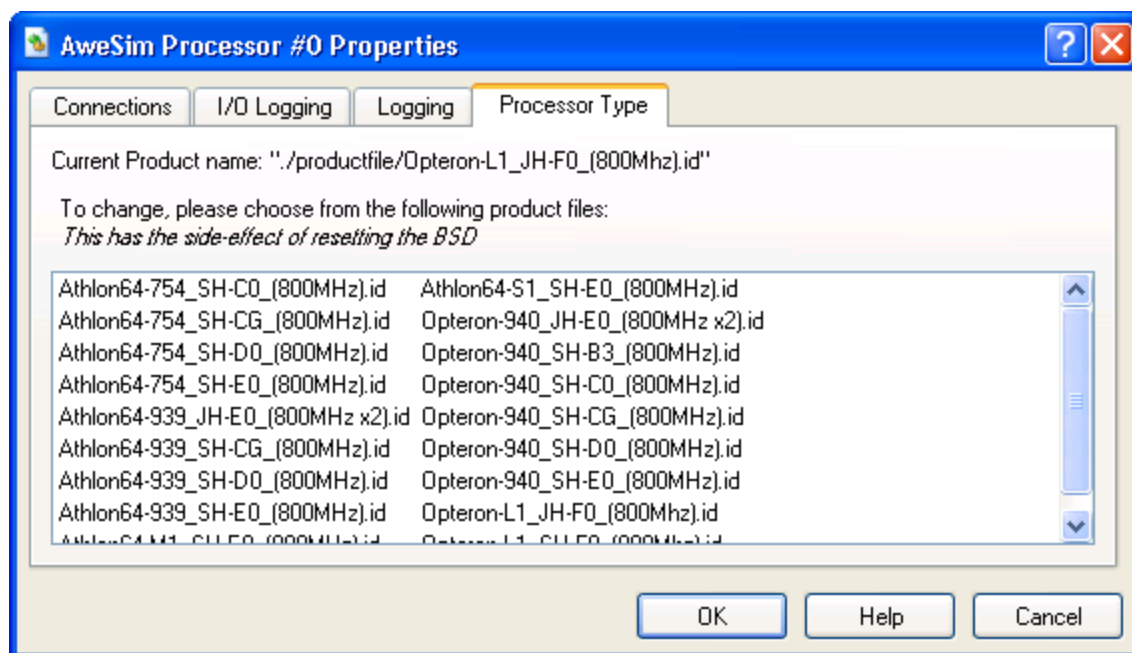 AweSim Processor #0 Properties
Connections I/O Logging Logging Processor Type
Current Product name: "./productfile/Opteron-L1_JH-F0_(800Mhz).id"
To change, please choose from the following product files:
This has the side-effect of resetting the BSD
Athlon64-754_SH-C0_(800MHz).id Athlon64-S1_SH-E0_(800MHz).id
Athlon64-754_SH-CG_(800MHz).id Opteron-940_JH-E0_(800MHz x2).id
Athlon64-754_SH-D0_(800MHz).id Opteron-940_SH-B3_(800MHz).id
Athlon64-754_SH-E0_(800MHz).id Opteron-940_SH-C0_(800MHz).id
Athlon64-939_JH-E0_(800MHz x2).id Opteron-940_SH-CG_(800MHz).id
Athlon64-939_SH-CG_(800MHz).id Opteron-940_SH-D0_(800MHz).id
Athlon64-939_SH-D0_(800MHz).id Opteron-940_SH-E0_(800MHz).id
Athlon64-939_SH-E0_(800MHz).id Opteron-L1_JH-F0_(800Mhz).id
OK Help Cancel